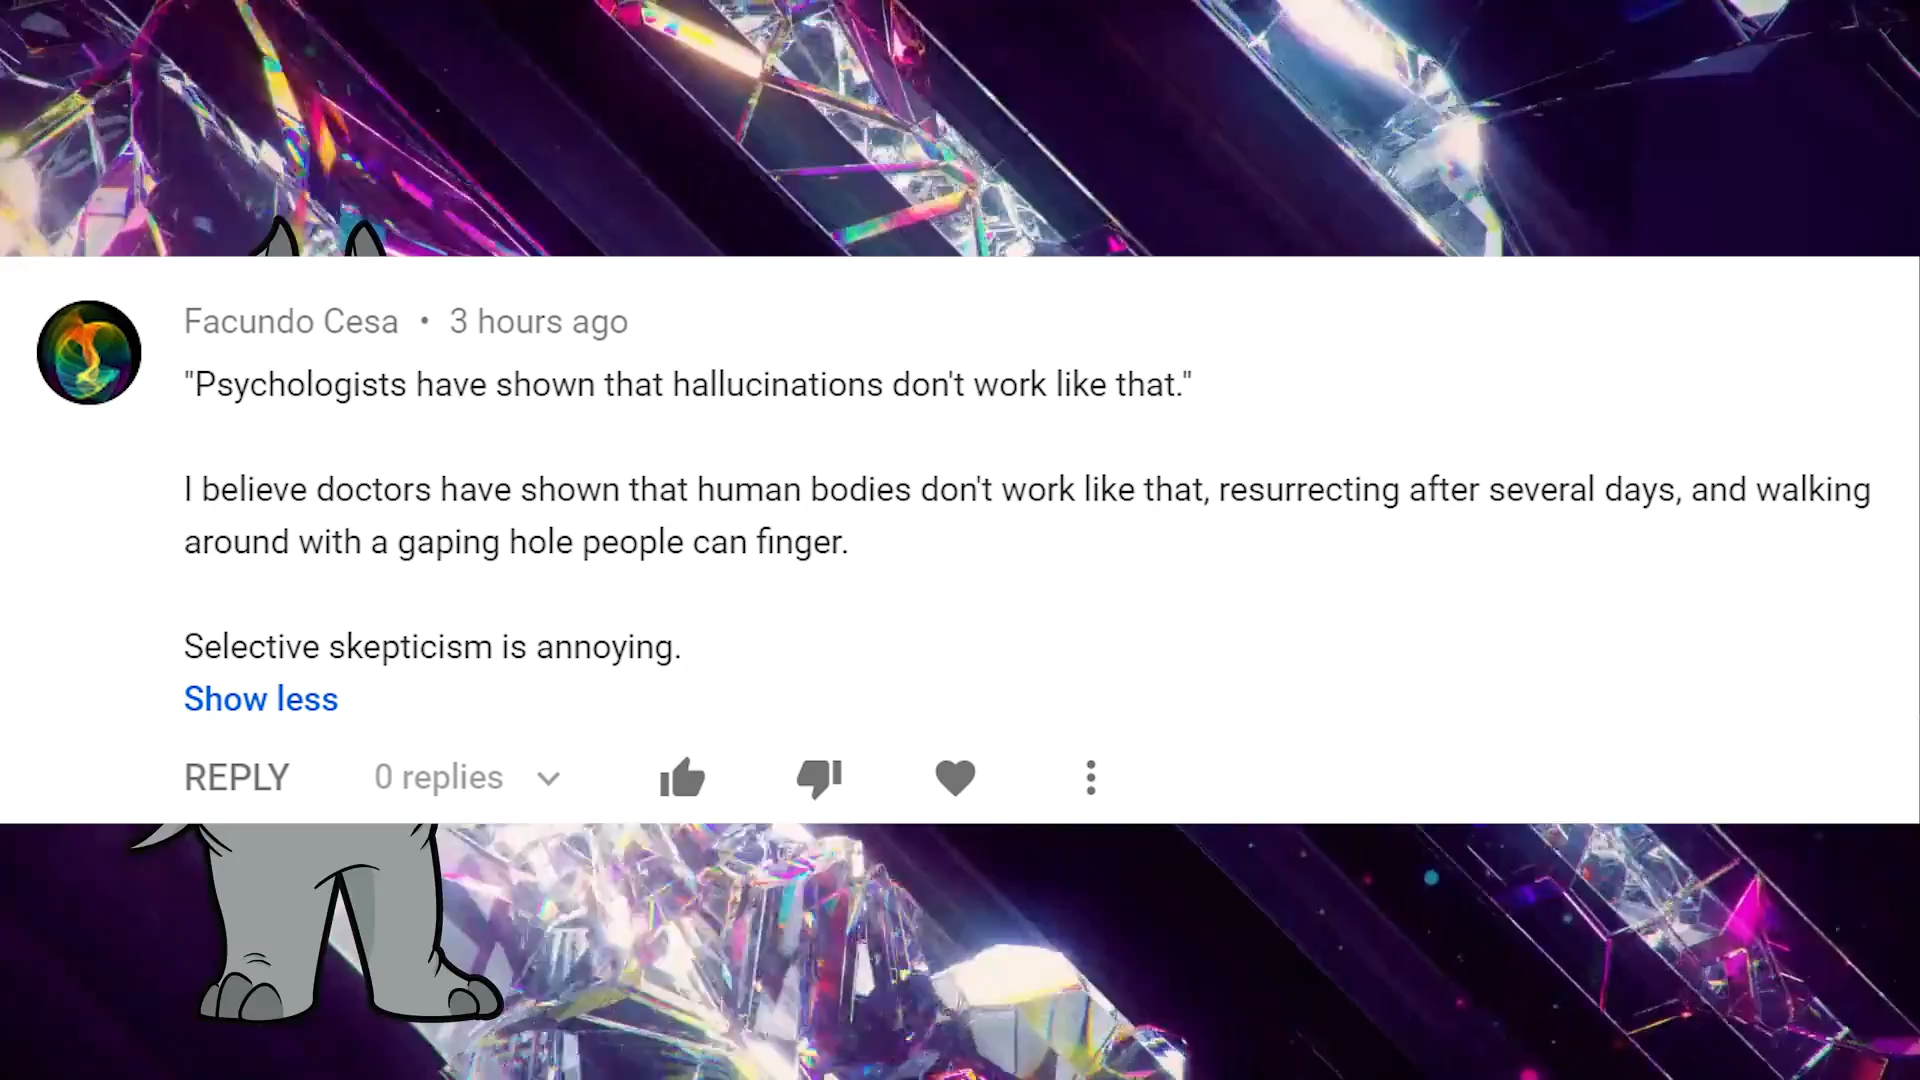 Facundo Cesa • 3 hours ago
"Psychologists have shown that hallucinations don't work like that."
I believe doctors have shown that human bodies don't work like that, resurrecting after several days, and walking
around with a gaping hole people can finger.
Selective skepticism is annoying.
Show less
REPLY 0 replies